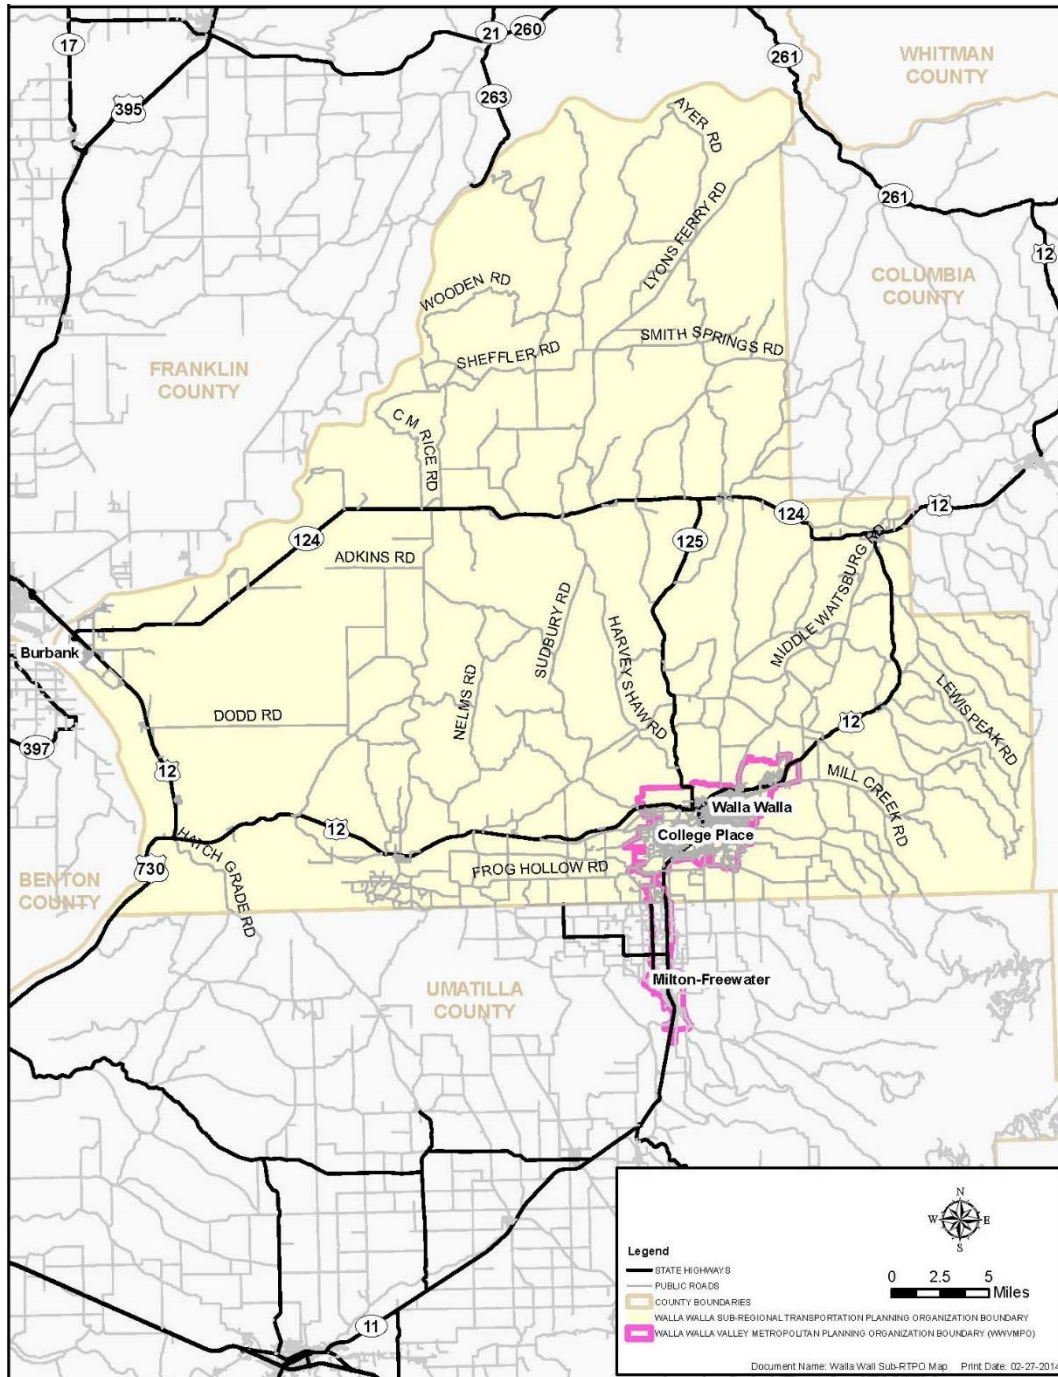 21
260
17
261
WHITMAN
COUNTY
395
263
AYER RD
261
LYONS FERRY RD
12
COLUMBIA
COUNTY
WOODEN RD
SMITH SPRINGS RD
SHEFFLER RD
FRANKLIN
COUNTY
C M RICE RD
12
124
124
125
ADKINS RD
MIDDLE WAITSBURG RD
SUDBURY RD
HARVEY SHAW RD
Burbank
NELMS RD
LEWIS PEAK RD
DODD RD
12
397
12
MILL CREEK RD
Walla Walla
12
College Place
HATCH GRADE RD
730
FROG HOLLOW RD
BENTON
COUNTY
Milton-Freewater
UMATILLA
COUNTY
11
N
W E
S
Legend
STATE HIGHWAYS
PUBLIC ROADS
COUNTY BOUNDARIES
WALLA WALLA SUB-REGIONAL TRANSPORTATION PLANNING ORGANIZATION BOUNDARY
WALLA WALLA VALLEY METROPOLITAN PLANNING ORGANIZATION BOUNDARY (WWVMPO)
0 2.5 5
Miles
Document Name: Walla Wall Sub-RTPO Map Print Date: 02-27-2014